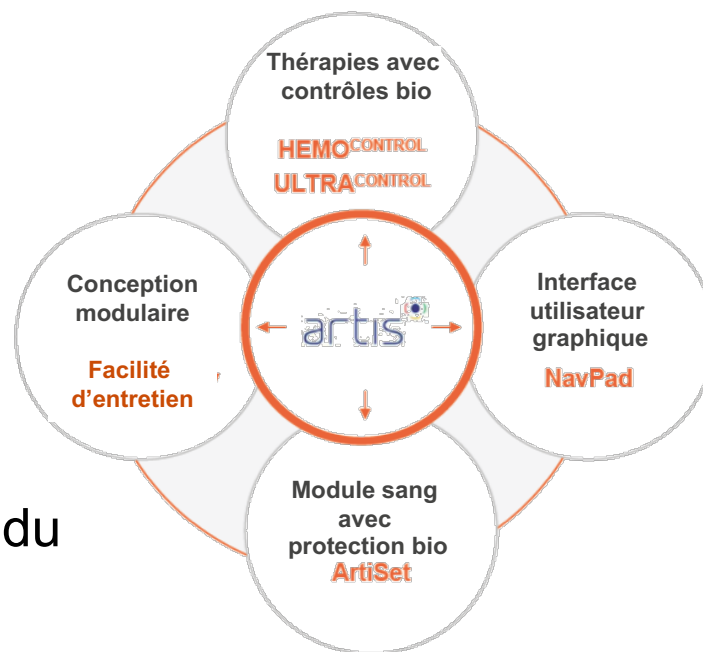 Thérapies avec
contrôles bio
HEMOCONTROL
ULTRACONTROL
Conception
modulaire
Facilité
d'entretien
artis
Interface
utilisateur
graphique
NavPad
Module sang
avec
protection bio
ArtiSet
du